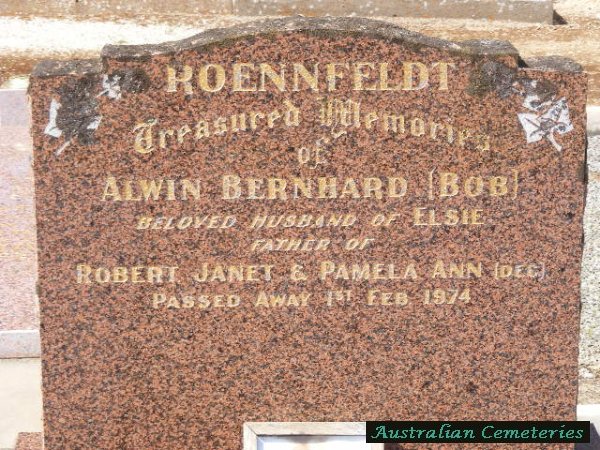 ROENNFELDT
Treasured Memories
of
ALWIN BERNHARD (BOB)
BELOVED HUSBAND OF ELSIE
FATHER OF
ROBERT JANET & PAMELA ANN (DEC)
PASSED AWAY 1ST FEB 1974
Australian Cemeteries